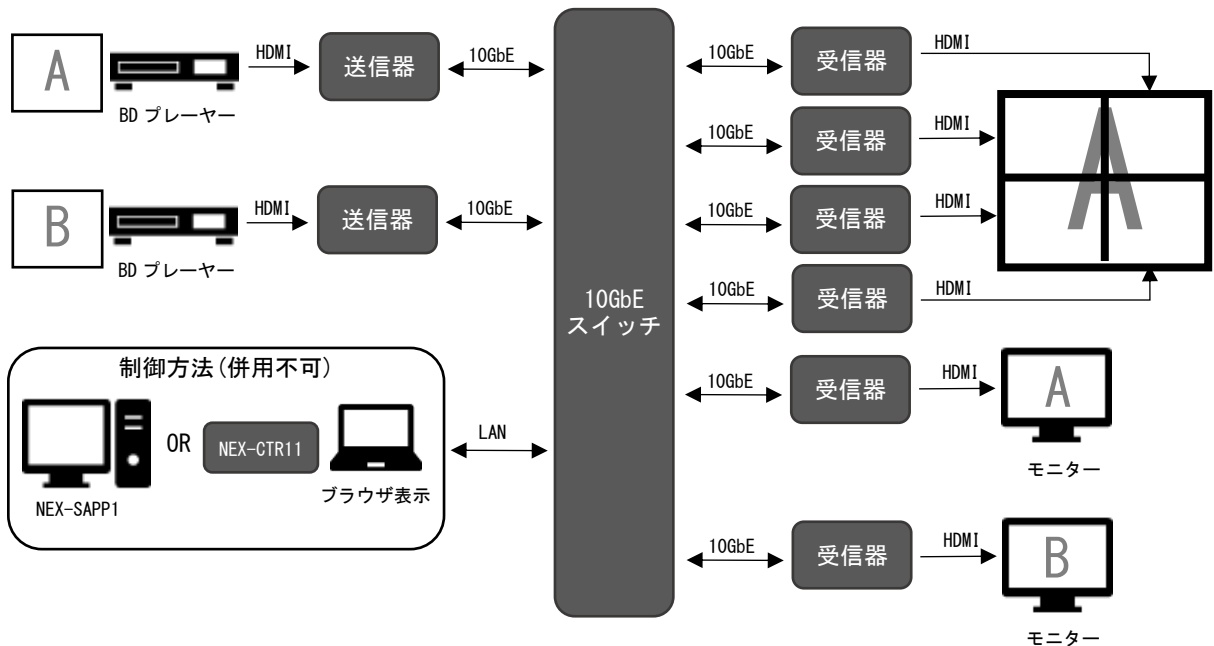 A
HDMI
送信器
10GbE
BD プレーヤー
B
HDMI
送信器
10GbE
BD プレーヤー
制御方法(併用不可)
OR
NEX-CTR11
NEX-SAPP1
ブラウザ表示
LAN
10GbE
スイッチ
10GbE
受信器
HDMI
10GbE
受信器
HDMI
A
10GbE
受信器
HDMI
10GbE
受信器
HDMI
10GbE
受信器
HDMI
A
モニター
10GbE
受信器
HDMI
B
モニター